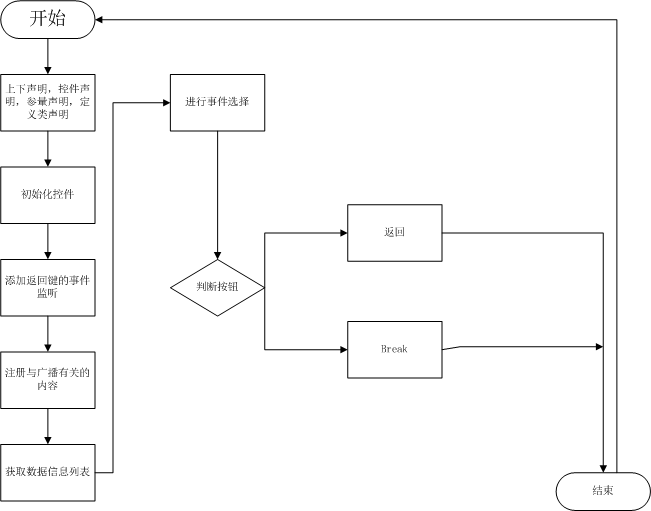 开始
上下声明，控件声
明，参量声明，定
义类声明
初始化控件
添加返回键的事件
监听
注册与广播有关的
内容
获取数据信息列表
进行事件选择
判断按钮
返回
Break
结束